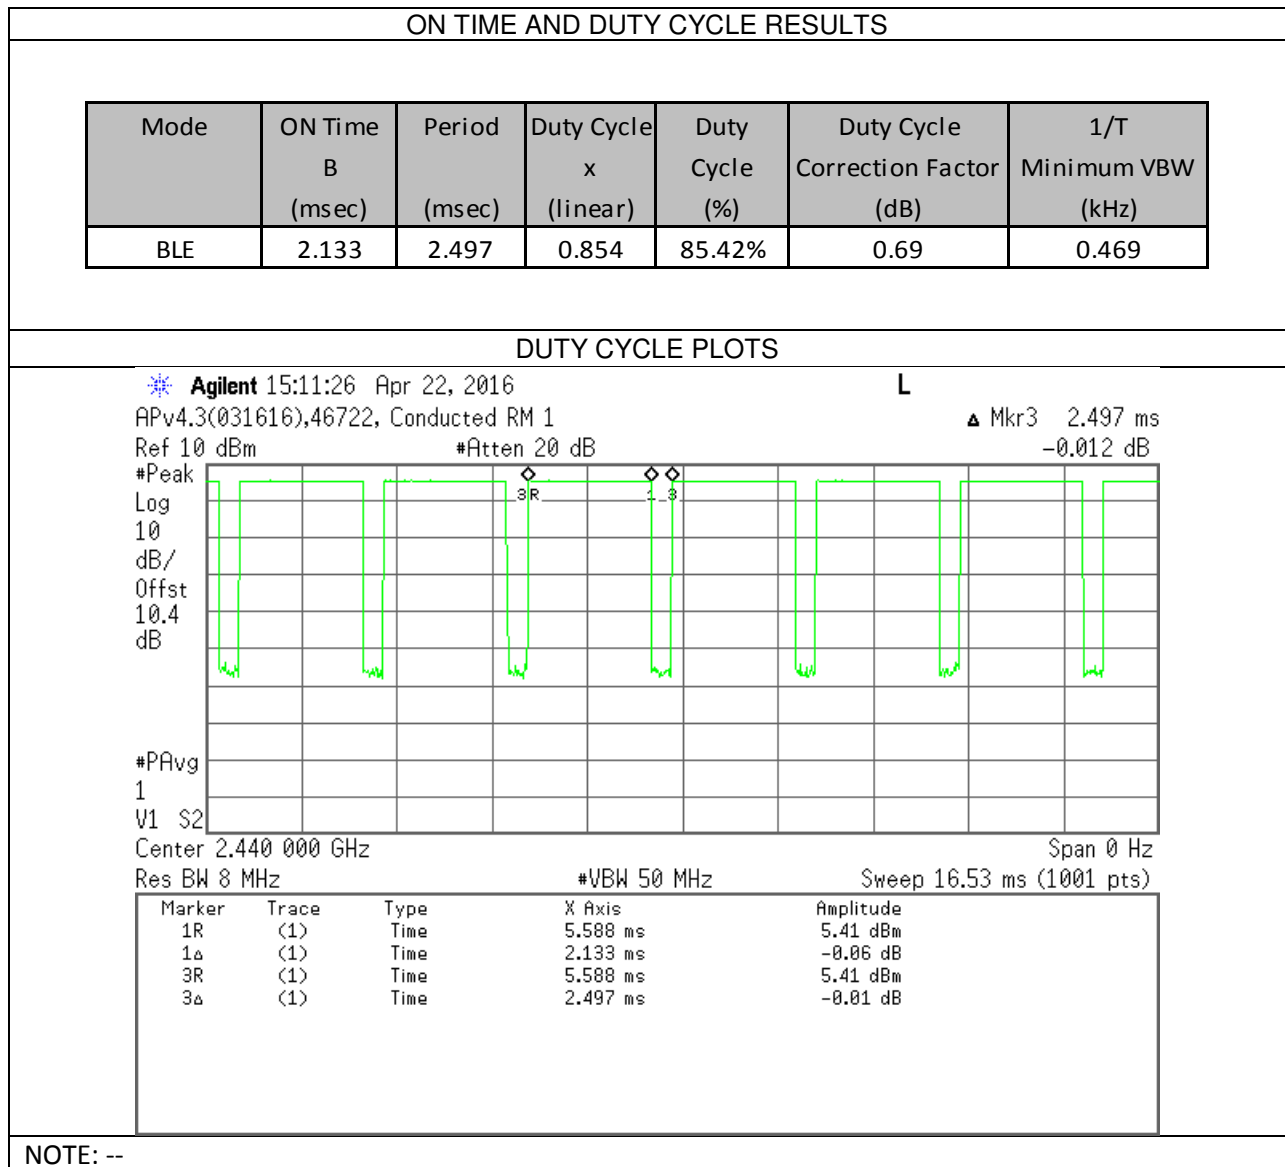 ON TIME AND DUTY CYCLE RESULTS
Mode ON Time Period Duty Cycle Duty Duty Cycle 1/T
B x Cycle Correction Factor Minimum VBW
(msec) (msec) (linear) (%) (dB) (kHz)
BLE 2.133 2.497 0.854 85.42% 0.69 0.469
DUTY CYCLE PLOTS
Agilent 15:11:26 Apr 22, 2016 L
APv4.3(031616),46722, Conducted RM 1 Δ Mkr3 2.497 ms
Ref 10 dBm #Atten 20 dB -0.012 dB
#Peak
Log
10
dB/
Offst
10.4
dB
3R 1 3
#PAvg
1
V1 S2
Center 2.440 000 GHz Span 0 Hz
Res BW 8 MHz #VBW 50 MHz Sweep 16.53 ms (1001 pts)
Marker Trace Type X Axis Amplitude
1R (1) Time 5.588 ms 5.41 dBm
1Δ (1) Time 2.133 ms -0.06 dB
3R (1) Time 5.588 ms 5.41 dBm
3Δ (1) Time 2.497 ms -0.01 dB
NOTE: --